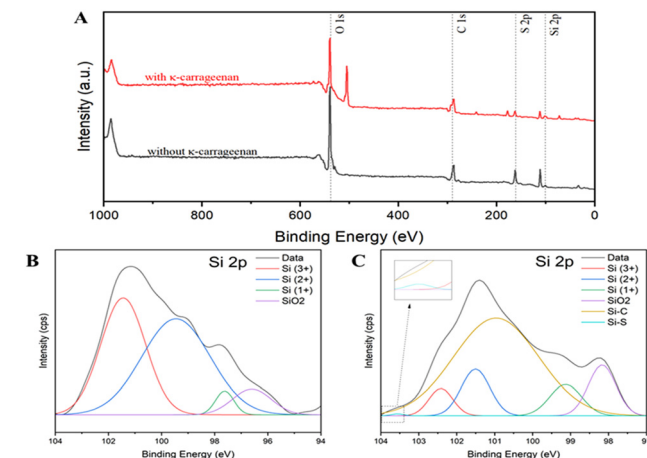 A
O 1s
C 1s
S 2p
Si 2p
with κ-carrageenan
without κ-carrageenan
Intensity (a.u.)
1000 800 600 400 200 0
Binding Energy (eV)
B
Si 2p
Data
Si (3+)
Si (2+)
Si (1+)
SiO2
Intensity (cps)
104 102 100 98 96 94
Binding Energy (eV)
C
Si 2p
Data
Si (3+)
Si (2+)
Si (1+)
SiO2
Si-C
Si-S
Intensity (cps)
104 103 102 101 100 99 98
Binding Energy (eV)